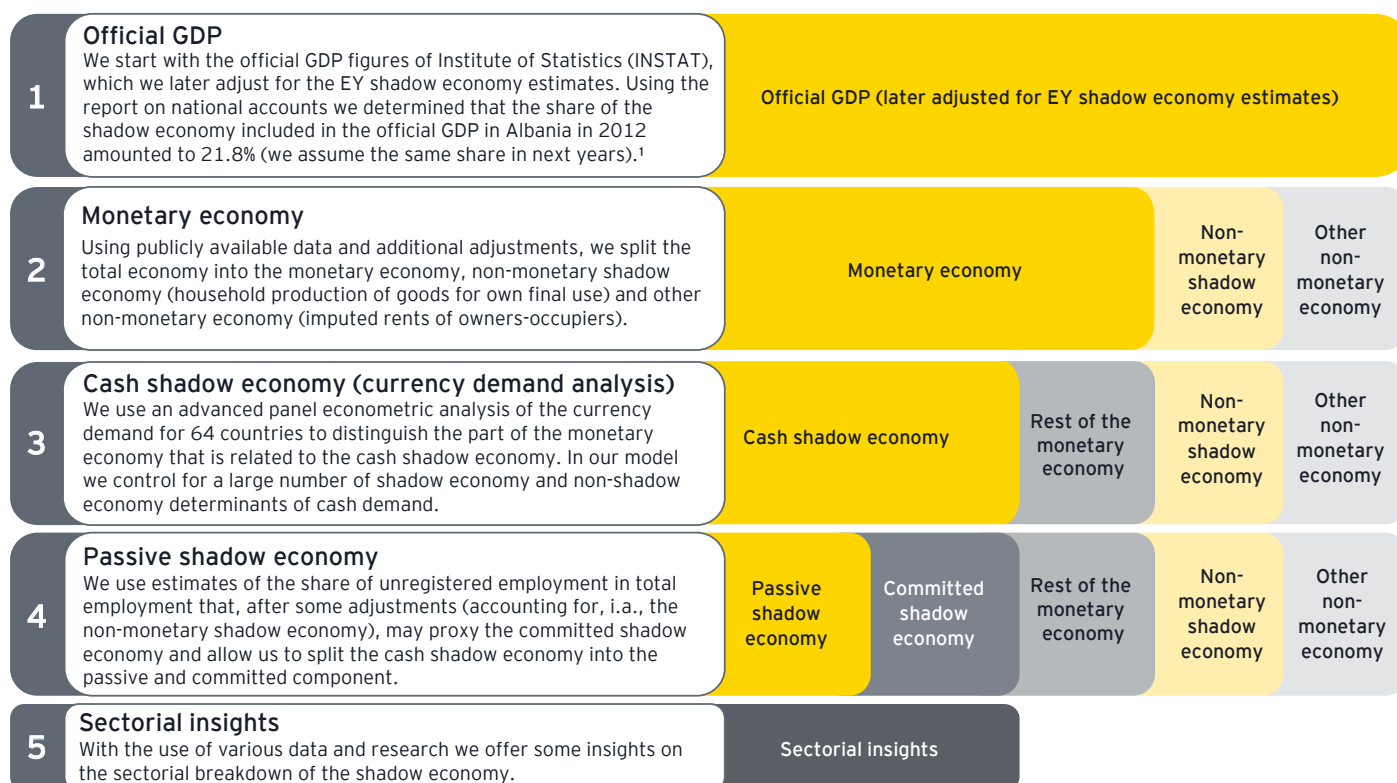 1
Official GDP
We start with the official GDP figures of Institute of Statistics (INSTAT),
which we later adjust for the EY shadow economy estimates. Using the
report on national accounts we determined that the share of the
shadow economy included in the official GDP in Albania in 2012
amounted to 21.8% (we assume the same share in next years).¹
Official GDP (later adjusted for EY shadow economy estimates)
2
Monetary economy
Using publicly available data and additional adjustments, we split the
total economy into the monetary economy, non-monetary shadow
economy (household production of goods for own final use) and other
non-monetary economy (imputed rents of owners-occupiers).
Monetary economy
Non-
monetary
shadow
economy
Other
non-
monetary
economy
3
Cash shadow economy (currency demand analysis)
We use an advanced panel econometric analysis of the currency
demand for 64 countries to distinguish the part of the monetary
economy that is related to the cash shadow economy. In our model
we control for a large number of shadow economy and non-shadow
economy determinants of cash demand.
Cash shadow economy
Rest of the
monetary
economy
Non-
monetary
shadow
economy
Other
non-
monetary
economy
4
Passive shadow economy
We use estimates of the share of unregistered employment in total
employment that, after some adjustments (accounting for, i.a., the
non-monetary shadow economy), may proxy the committed shadow
economy and allow us to split the cash shadow economy into the
passive and committed component.
Passive
shadow
economy
Committed
shadow
economy
Rest of the
monetary
economy
Non-
monetary
shadow
economy
Other
non-
monetary
economy
5
Sectorial insights
With the use of various data and research we offer some insights on
the sectorial breakdown of the shadow economy.
Sectorial insights